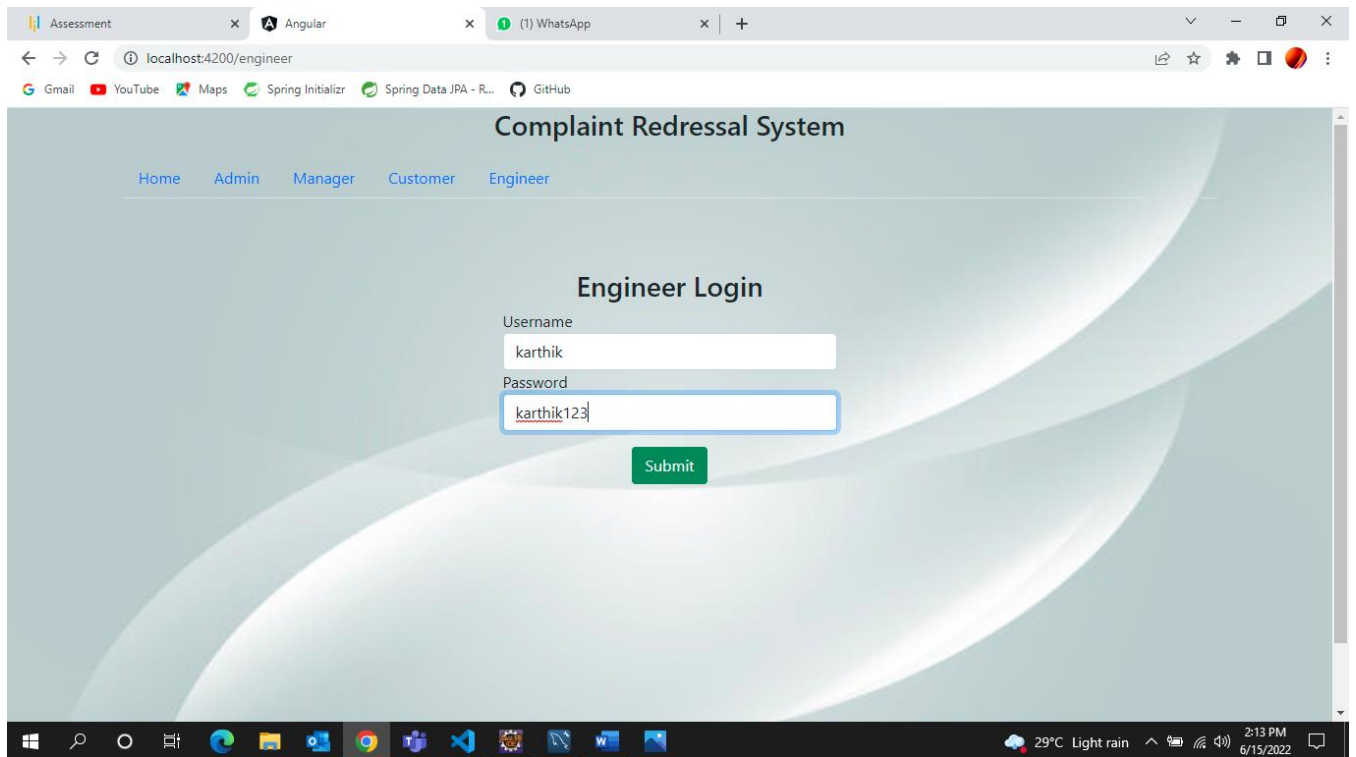 Assessment
Angular
(1) WhatsApp
localhost:4200/engineer
Gmail YouTube Maps Spring Initializr Spring Data JPA - R... GitHub
Complaint Redressal System
Home Admin Manager Customer Engineer
Engineer Login
Username
karthik
Password
karthik123
Submit
29°C Light rain
2:13 PM
6/15/2022